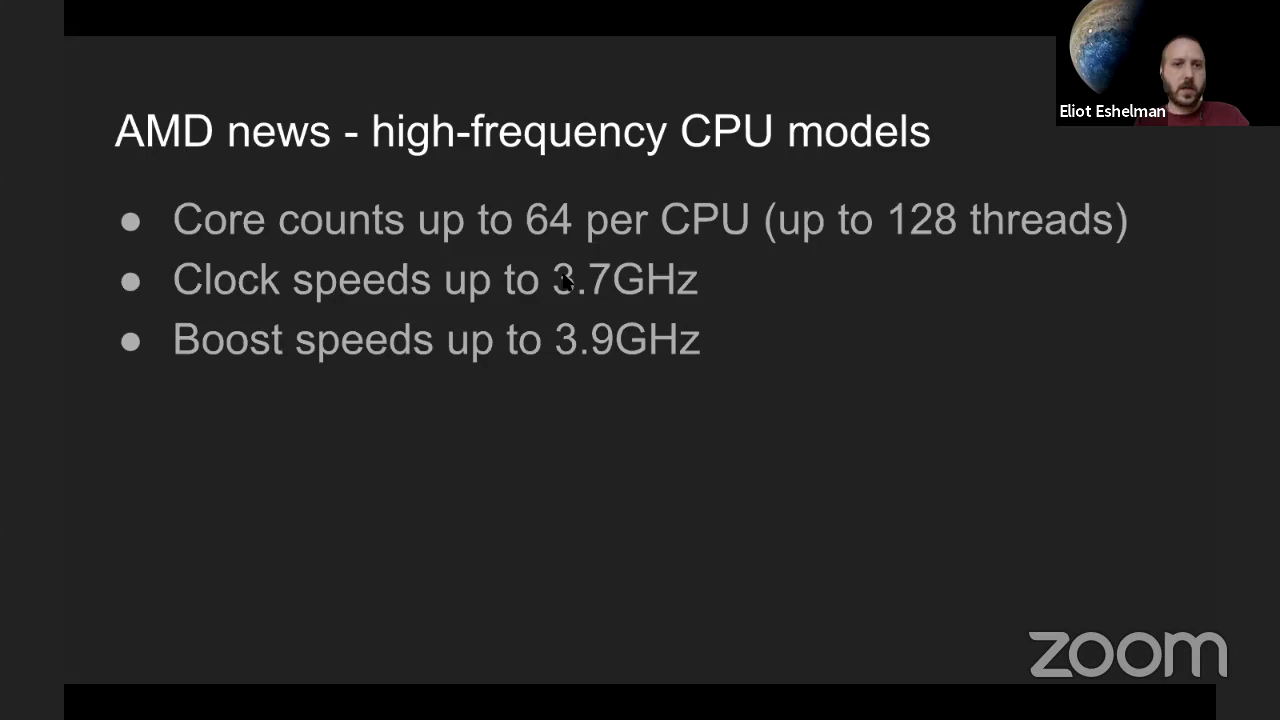 Eliot Eshelman
AMD news - high-frequency CPU models
● Core counts up to 64 per CPU (up to 128 threads)
● Clock speeds up to 3.7GHz
● Boost speeds up to 3.9GHz
zoom